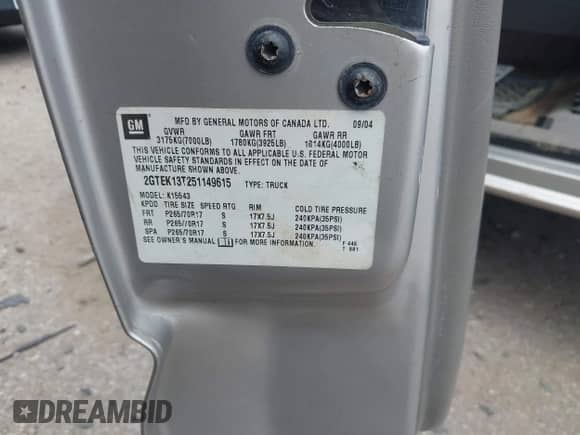 GM
MFD BY GENERAL MOTORS OF CANADA LTD. 09/04
GVWR GAWR FRT GAWR RR
3175KG(7000LB) 1780KG(3925LB) 1814KG(4000LB)
THIS VEHICLE CONFORMS TO ALL APPLICABLE U.S. FEDERAL MOTOR
VEHICLE SAFETY STANDARDS IN EFFECT ON THE DATE OF
MANUFACTURE SHOWN ABOVE.
2GTEK13T251149615 TYPE: TRUCK
MODEL: K15543
KPDO TIRE SIZE SPEED RTG RIM COLD TIRE PRESSURE
FRT P265/70R17 S 17X7.5J 240KPA(35PSI)
RR P265/70R17 S 17X7.5J 240KPA(35PSI)
SPA P265/70R17 S 17X7.5J 240KPA(35PSI)
SEE OWNER'S MANUAL FOR MORE INFORMATION.
DREAMBID